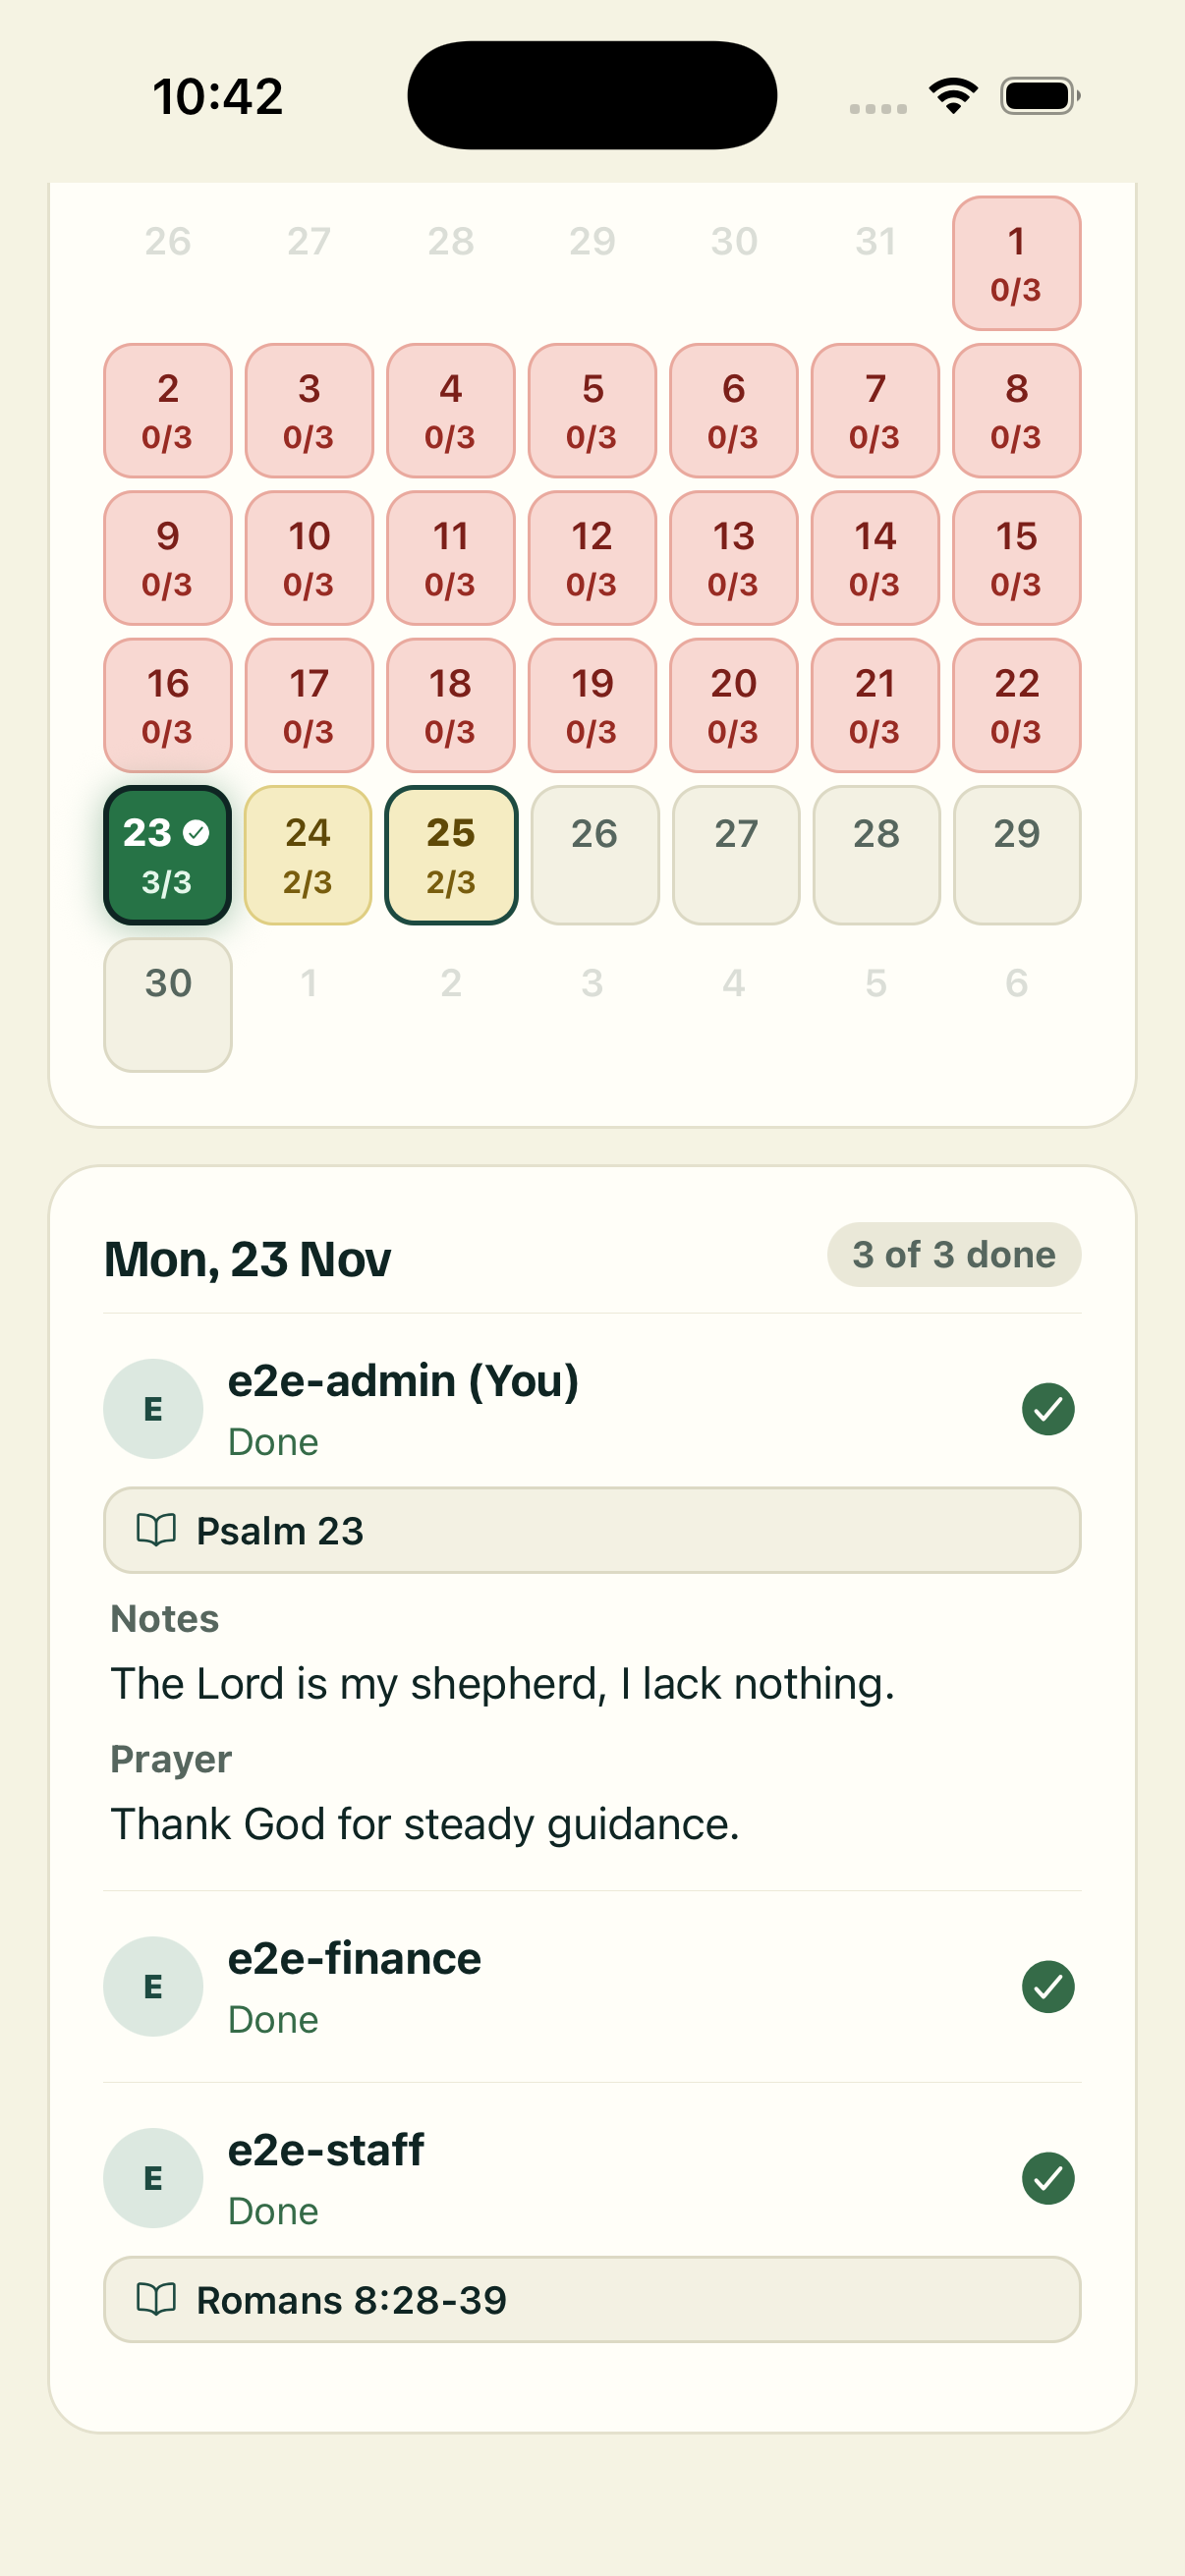 10:42
26 27 28 29 30 31 1
0/3
2 3 4 5 6 7 8
0/3 0/3 0/3 0/3 0/3 0/3 0/3
9 10 11 12 13 14 15
0/3 0/3 0/3 0/3 0/3 0/3 0/3
16 17 18 19 20 21 22
0/3 0/3 0/3 0/3 0/3 0/3 0/3
23 24 25 26 27 28 29
3/3 2/3 2/3
30 1 2 3 4 5 6
Mon, 23 Nov 3 of 3 done
E e2e-admin (You)
Done
Psalm 23
Notes
The Lord is my shepherd, I lack nothing.
Prayer
Thank God for steady guidance.
E e2e-finance
Done
E e2e-staff
Done
Romans 8:28-39